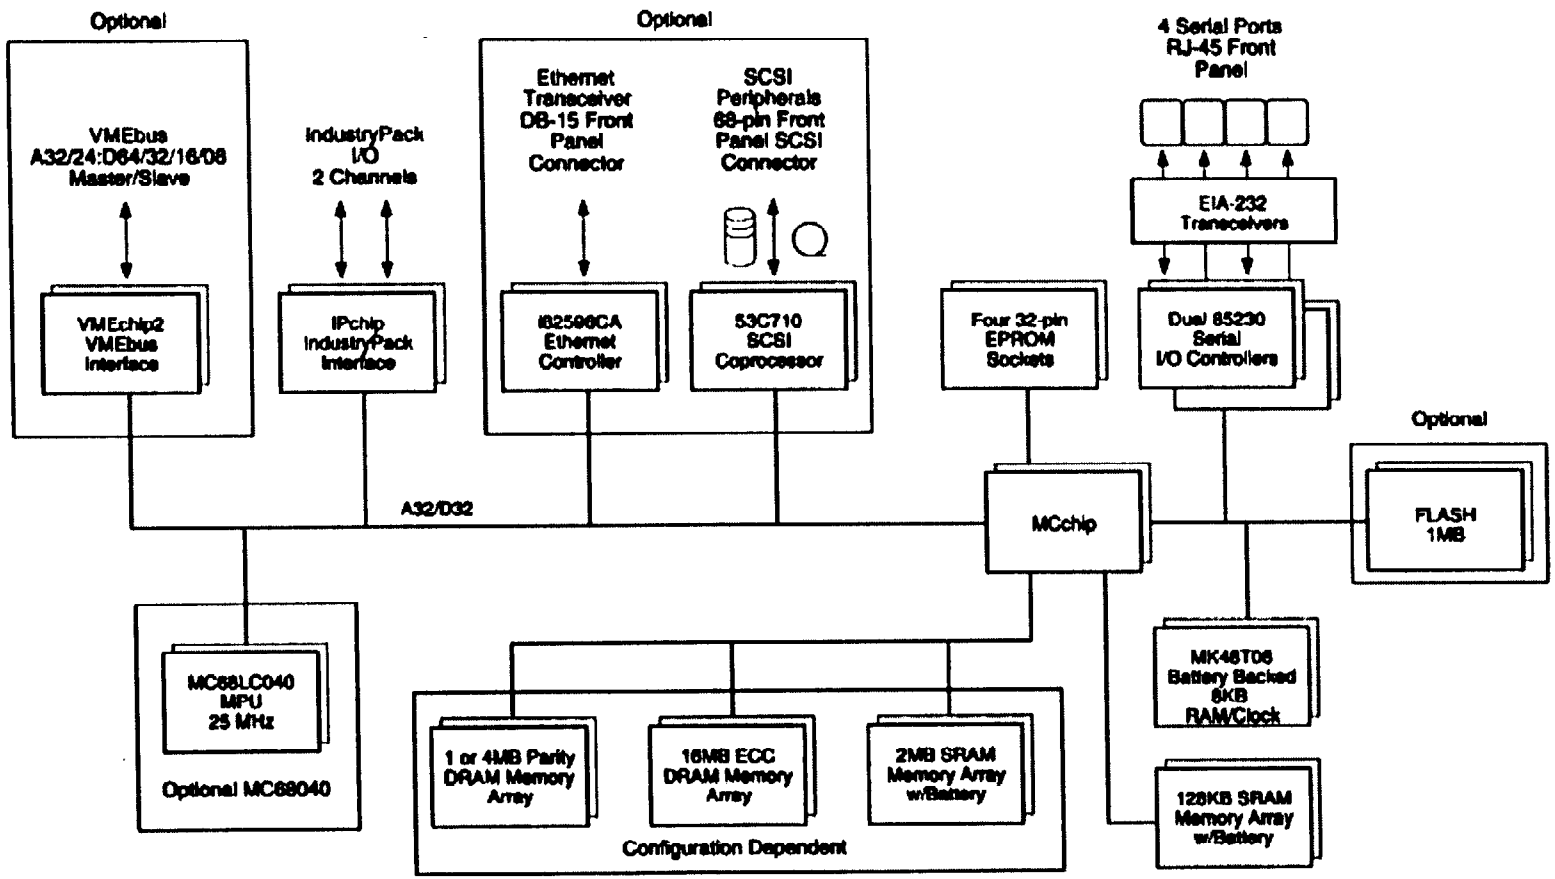 Optional
VMEbus
A32/24:D64/32/16/08
Master/Slave
VMEchip2
VMEbus
Interface
IndustryPack
I/O
2 Channels
IPchip
IndustryPack
Interface
Optional
Ethernet
Transceiver
DB-15 Front
Panel
Connector
SCSI
Peripherals
68-pin Front
Panel SCSI
Connector
i82596CA
Ethernet
Controller
53C710
SCSI
Coprocessor
4 Serial Ports
RJ-45 Front
Panel
EIA-232
Transceivers
Four 32-pin
EPROM
Sockets
Dual 85230
Serial
I/O Controllers
Optional
FLASH
1MB
A32/D32
MCchip
MC68LC040
MPU
25 MHz
Optional MC68040
1 or 4MB Parity
DRAM Memory
Array
16MB ECC
DRAM Memory
Array
2MB SRAM
Memory Array
w/Battery
Configuration Dependent
MK48T08
Battery Backed
8KB
RAM/Clock
128KB SRAM
Memory Array
w/Battery